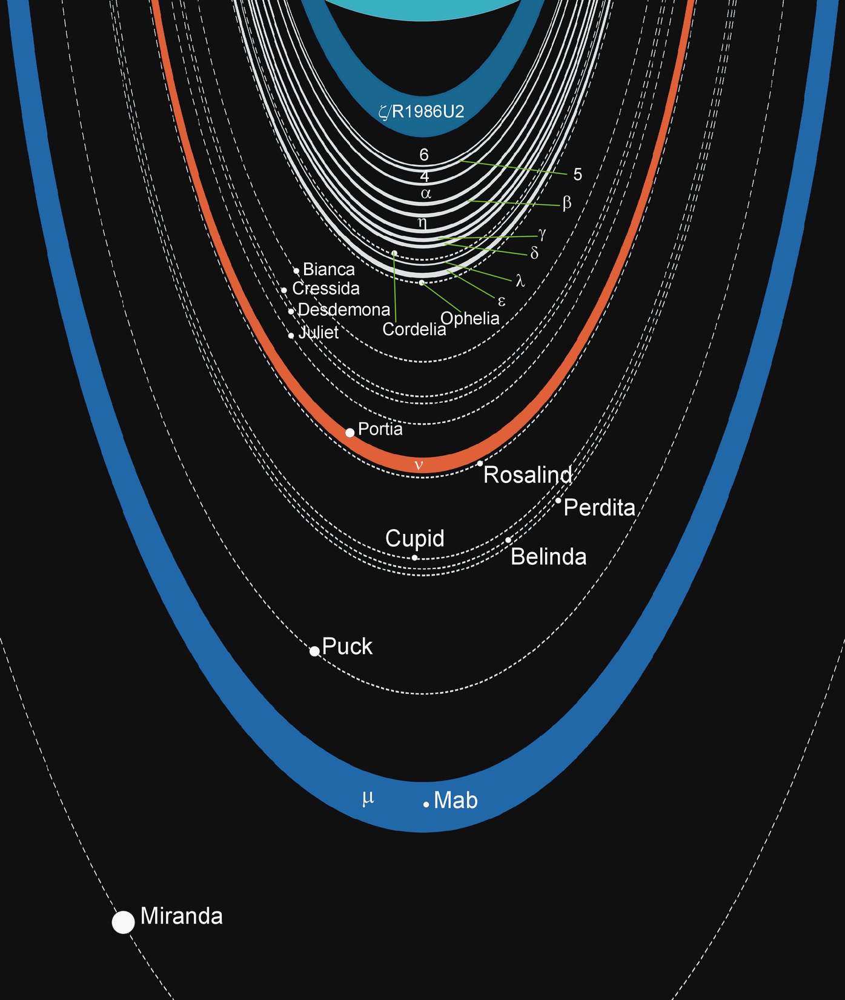 ζ/R1986U2
6
5
4
α
β
η
γ
δ
λ
ε
Bianca
Cressida
Desdemona
Juliet
Ophelia
Cordelia
Portia
ν
Rosalind
Perdita
Cupid
Belinda
Puck
μ
Mab
Miranda